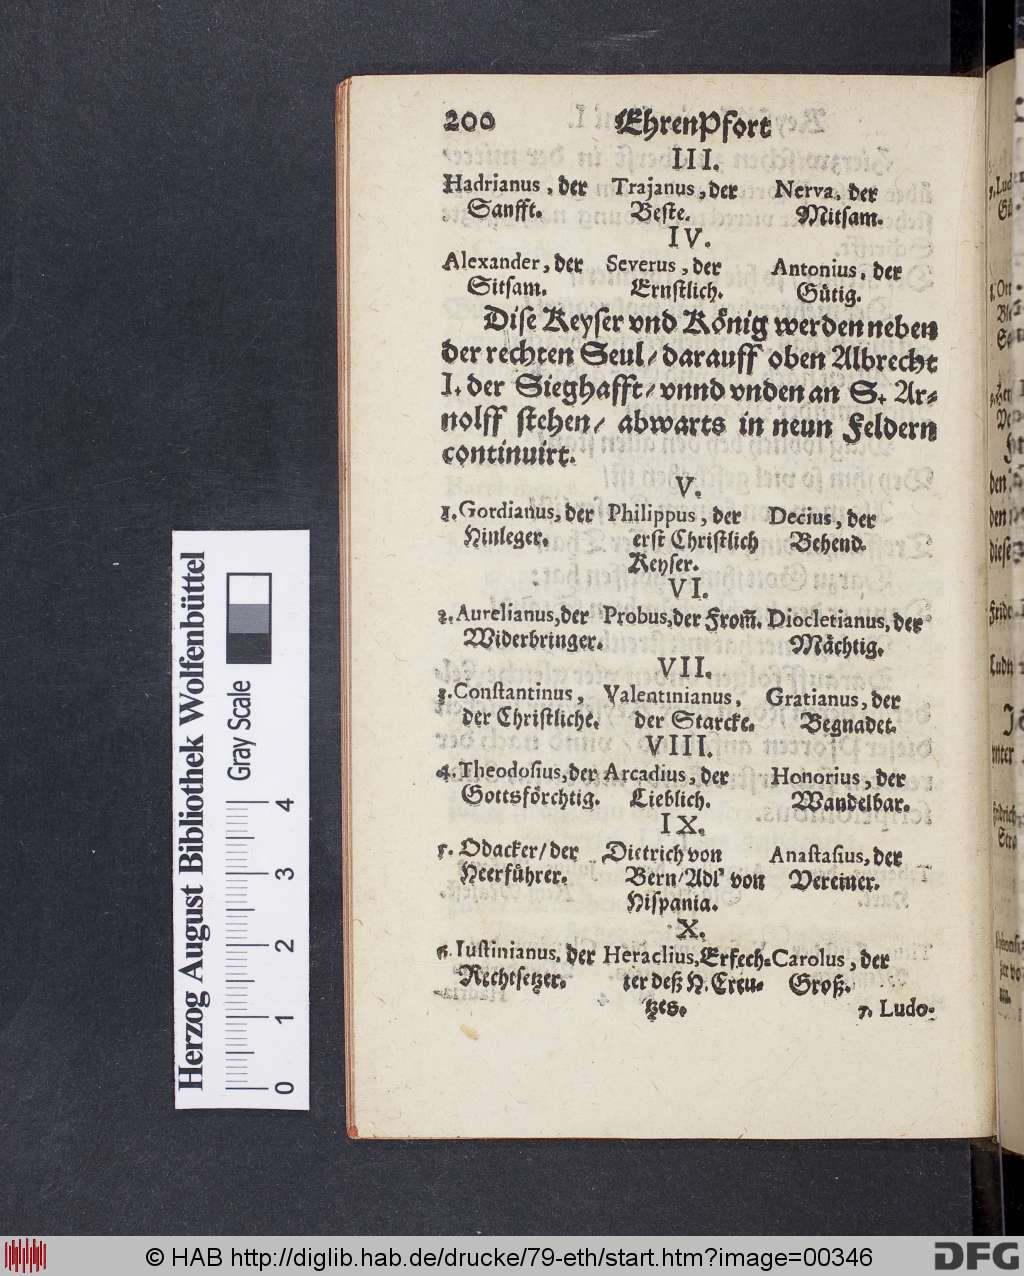 200 EhrenPfort
III.
Hadrianus, der Trajanus, der Nerva, der
Sanfft. Beste. Mitsam.
IV.
Alexander, der Severus, der Antonius, der
Sitsam. Ernstlich. Gütig.
Dise Keyser vnd König werden neben
der rechten Seul/ darauff oben Albrecht
I. der Sieghafft/ vnnd vnden an S. Ar-
nolff stehen/ abwarts in neun Feldern
continuirt.
V.
1. Gordianus, der Philippus, der Decius, der
Hinleger. erst Christlich Behend.
Keyser.
VI.
2. Aurelianus, der Probus, der From̃. Diocletianus, der
Widerbringer. Mächtig.
VII.
3. Constantinus, Valentinianus, Gratianus, der
der Christliche. der Starcke. Begnadet.
VIII.
4. Theodosius, der Arcadius, der Honorius, der
Gottsförchtig. Lieblich. Wandelbar.
IX.
5. Odacker/ der Dietrich von Anastasius, der
Heerführer. Bern/ Adl' von Vereiner.
Hispania.
X.
6. Iustinianus, der Heraclius, Erfech- Carolus, der
Rechtsetzer. ter deß H. Creu- Groß.
tzes.
7. Ludo-
Herzog August Bibliothek Wolfenbüttel
Gray Scale
0 1 2 3 4
© HAB http://diglib.hab.de/drucke/79-eth/start.htm?image=00346
DFG